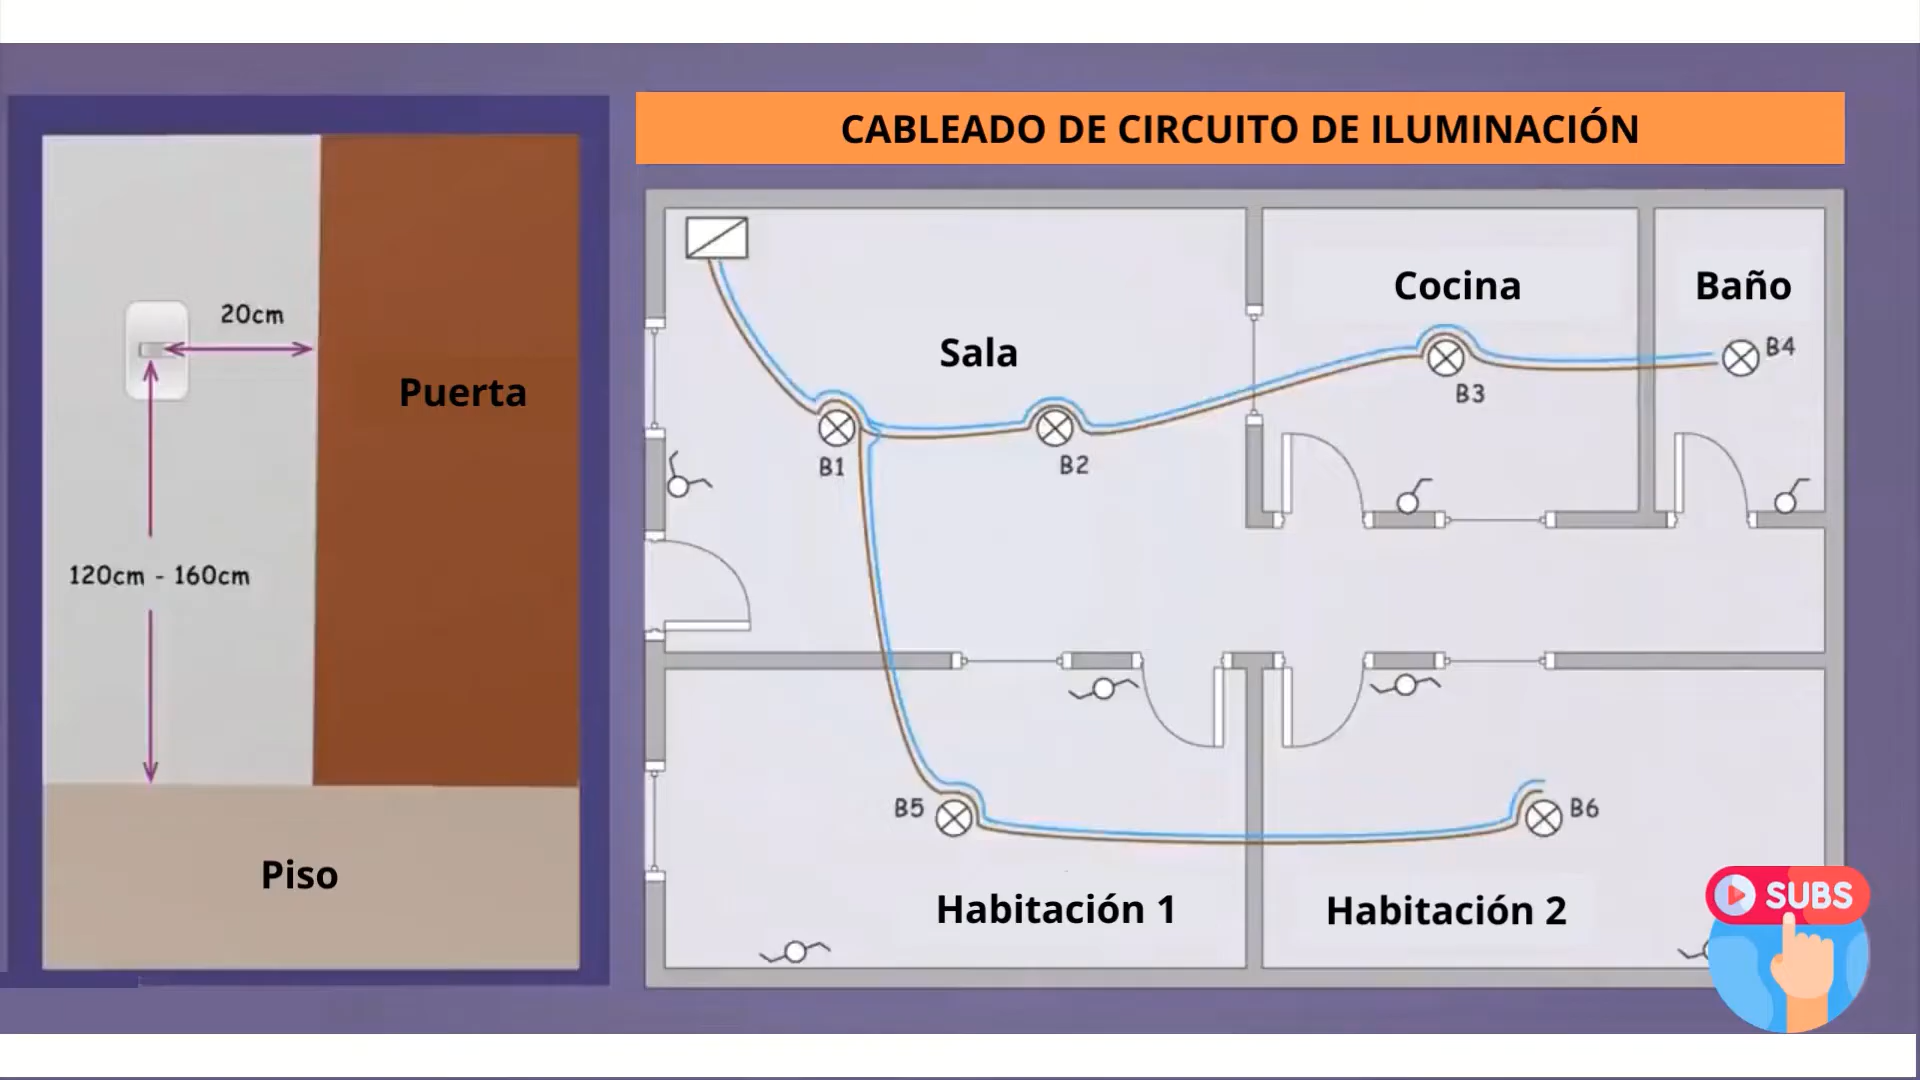 CABLEADO DE CIRCUITO DE ILUMINACIÓN
20cm
Puerta
120cm - 160cm
Piso
Sala
Cocina
Baño
B1
B2
B3
B4
B5
B6
Habitación 1
Habitación 2
SUBS